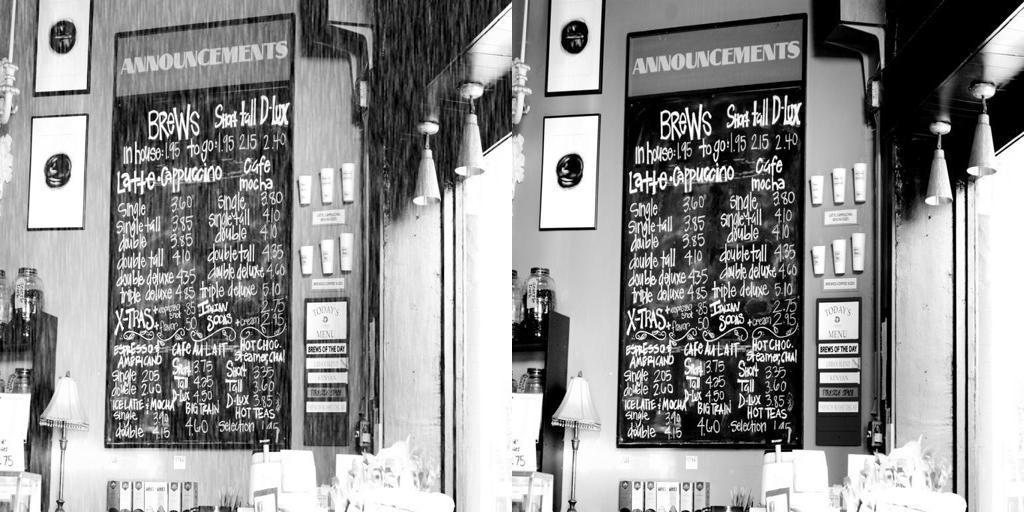 ANNOUNCEMENTS
BREWS Short tall D-Lux
in house 1.95 to go: 1.95 2.15 2.40
Latte + Cappuccino cafe mocha
single 3.60 single 3.80
single tall 3.85 single tall 4.10
double 3.85 double 4.10
double tall 4.10 double tall 4.35
double deluxe 4.35 double deluxe 4.60
triple deluxe 4.85 triple deluxe 5.10
X-TRAS + espresso shot .85 ITALIAN SODAS 2.75
+ flavor .50 + cream 2.95
ESPRESSO & AMERICANO CAFE AU LAIT HOT CHOC. Steamer, Chai
single 205 Short 3.75 Short 3.35
double 2.60 Tall 4.25 Tall 3.60
ICE LATTE + MOCHA D-Lux 4.50 D-LUX 3.85
single BIG TRAIN HOT TEAS
double 4.15 4.60 selection 1.45
TODAY'S
MENU
BREWS OF THE DAY
ANNOUNCEMENTS
BREWS Short tall D-Lux
in house 1.95 to go: 1.95 2.15 2.40
Latte + Cappuccino cafe mocha
single 3.60 single 3.80
single tall 3.85 single tall 4.10
double 3.85 double 4.10
double tall 4.10 double tall 4.35
double deluxe 4.35 double deluxe 4.60
triple deluxe 4.85 triple deluxe 5.10
X-TRAS + espresso shot .85 ITALIAN SODAS 2.75
+ flavor .50 + cream 2.95
ESPRESSO & AMERICANO CAFE AU LAIT HOT CHOC. Steamer, Chai
single 205 Short 3.75 Short 3.35
double 2.60 Tall 4.25 Tall 3.60
ICE LATTE + MOCHA D-Lux 4.50 D-LUX 3.85
single BIG TRAIN HOT TEAS
double 4.15 4.60 selection 1.45
TODAY'S
MENU
BREWS OF THE DAY